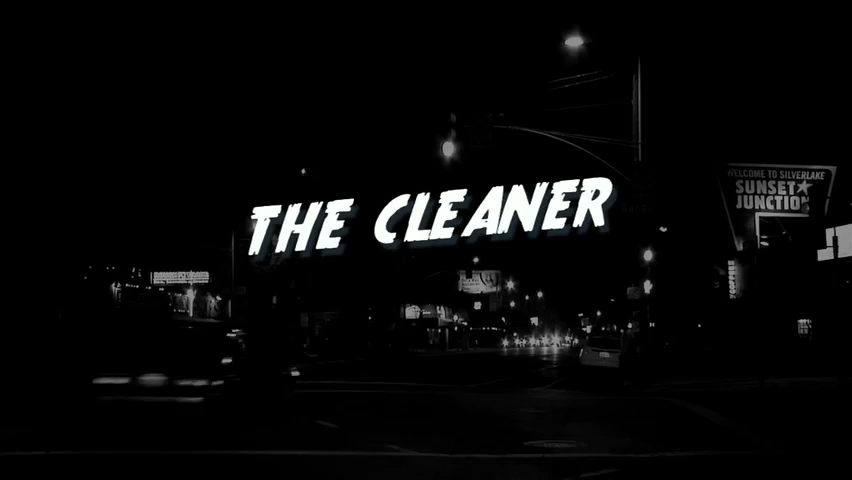 THE CLEANER
WELCOME TO SILVERLAKE
SUNSET
JUNCTION